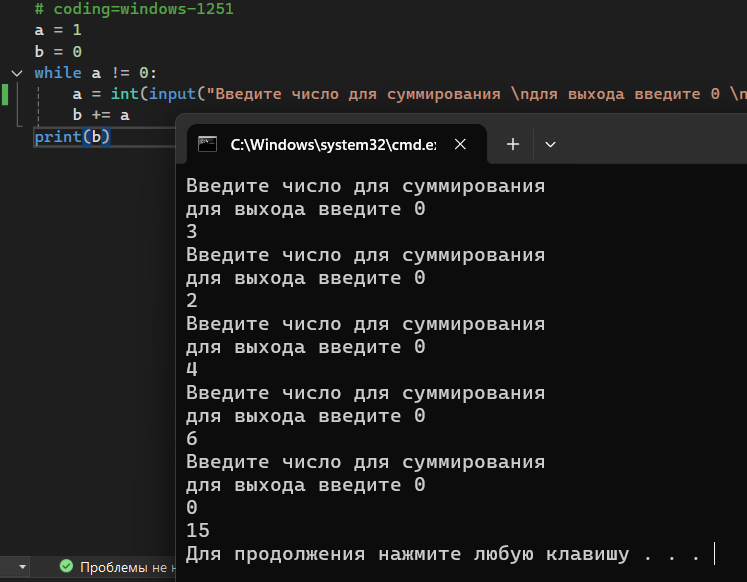 # coding=windows-1251
a = 1
b = 0
while a != 0:
a = int(input("Введите число для суммирования \nдля выхода введите 0 \n
b += a
print(b)
C:\Windows\system32\cmd.e
Введите число для суммирования
для выхода введите 0
3
Введите число для суммирования
для выхода введите 0
2
Введите число для суммирования
для выхода введите 0
4
Введите число для суммирования
для выхода введите 0
6
Введите число для суммирования
для выхода введите 0
0
15
Для продолжения нажмите любую клавишу . . .
Проблемы не